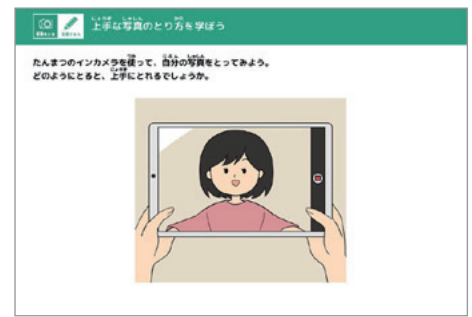 上手な写真のとり方を学ぼう
たんまつのインカメラを使って、自分の写真をとってみよう。
どのようにとると、上手にとれるでしょうか。